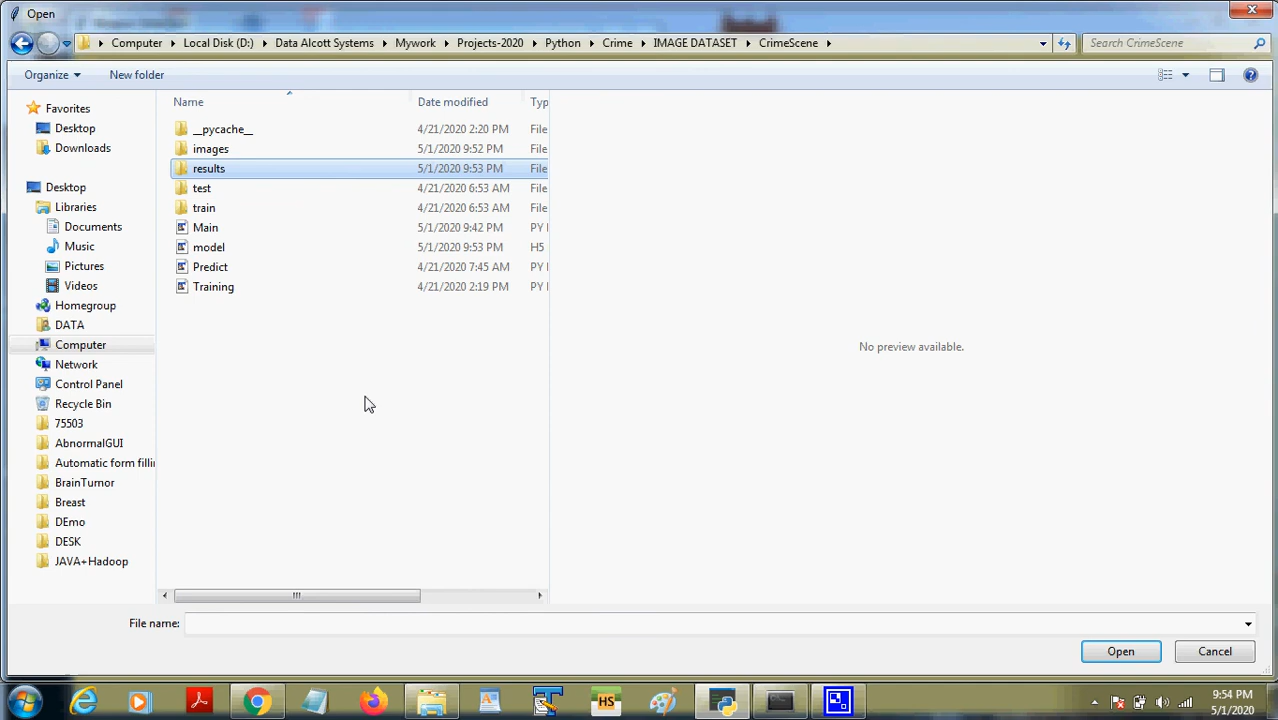 Open
Computer Local Disk (D:) Data Alcott Systems Mywork Projects-2020 Python Crime IMAGE DATASET CrimeScene Search CrimeScene
Organize New folder
Favorites
Desktop
Downloads
Desktop
Libraries
Documents
Music
Pictures
Videos
Homegroup
DATA
Computer
Network
Control Panel
Recycle Bin
75503
AbnormalGUI
Automatic form fillin
BrainTumor
Breast
DEmo
DESK
JAVA+Hadoop
Name Date modified Typ
__pycache__ 4/21/2020 2:20 PM File
images 5/1/2020 9:52 PM File
results 5/1/2020 9:53 PM File
test 4/21/2020 6:53 AM File
train 4/21/2020 6:53 AM File
Main 5/1/2020 9:42 PM PY
model 5/1/2020 9:53 PM H5
Predict 4/21/2020 7:45 AM PY
Training 4/21/2020 2:19 PM PY
No preview available.
File name:
Open Cancel
HS
9:54 PM
5/1/2020